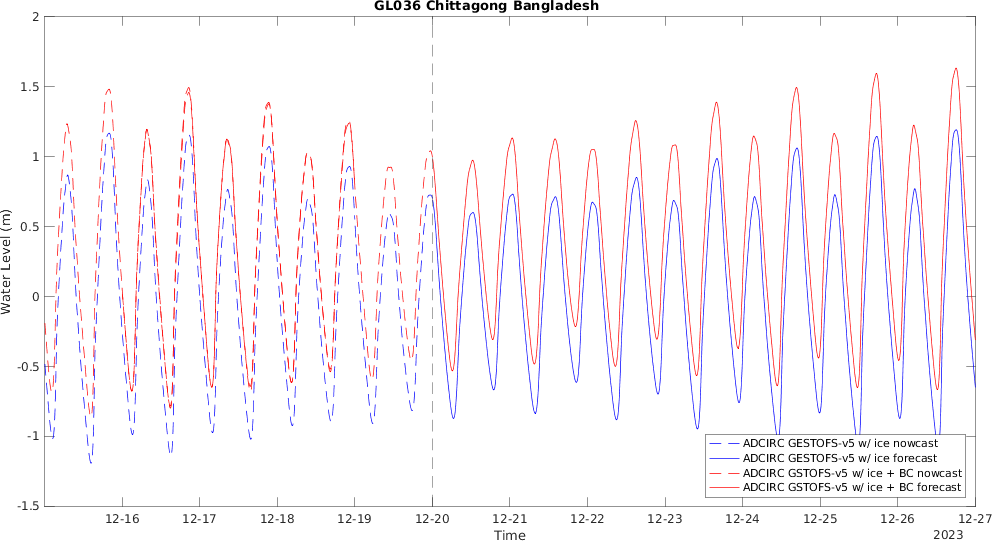 GL036 Chittagong Bangladesh
2
1.5
1
0.5
0
-0.5
-1
-1.5
Water Level (m)
ADCIRC GESTOFS-v5 w/ ice nowcast
ADCIRC GESTOFS-v5 w/ ice forecast
ADCIRC GSTOFS-v5 w/ ice + BC nowcast
ADCIRC GSTOFS-v5 w/ ice + BC forecast
12-16 12-17 12-18 12-19 12-20 12-21 12-22 12-23 12-24 12-25 12-26 12-27
Time
2023